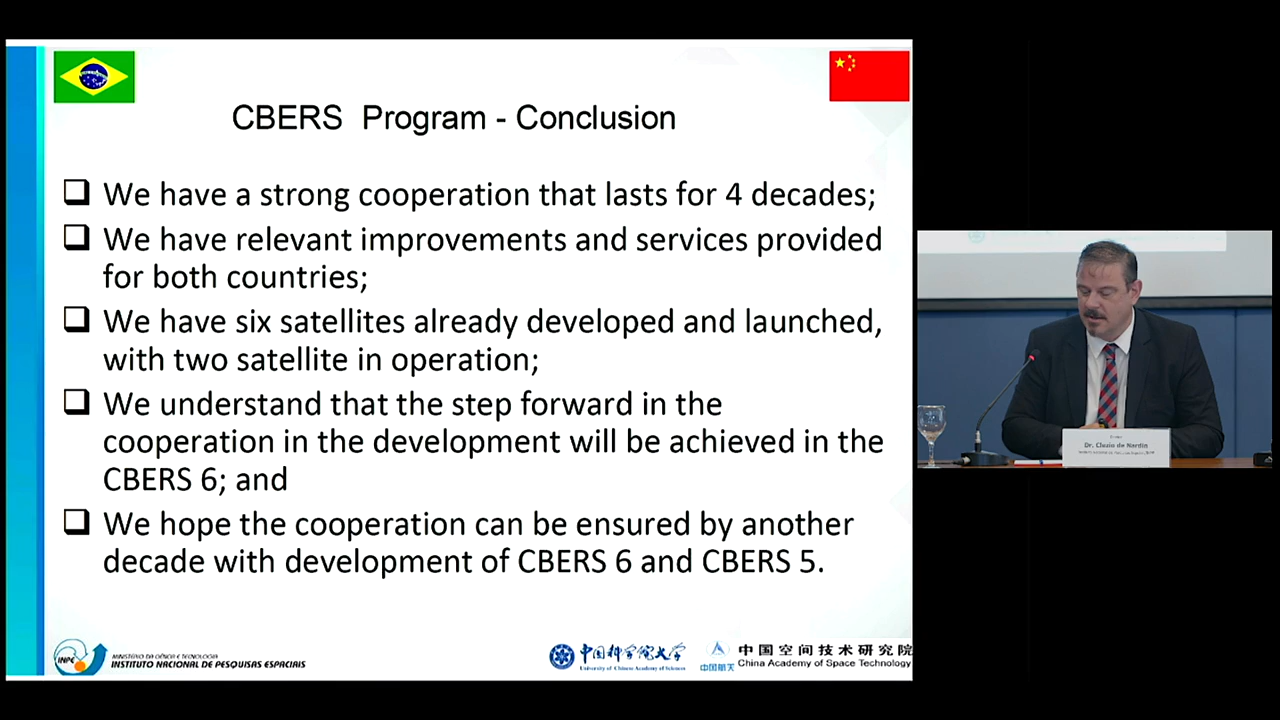 CBERS Program - Conclusion
We have a strong cooperation that lasts for 4 decades;
We have relevant improvements and services provided
for both countries;
We have six satellites already developed and launched,
with two satellite in operation;
We understand that the step forward in the
cooperation in the development will be achieved in the
CBERS 6; and
We hope the cooperation can be ensured by another
decade with development of CBERS 6 and CBERS 5.
INPE
MINISTÉRIO DA CIÊNCIA E TECNOLOGIA
INSTITUTO NACIONAL DE PESQUISAS ESPACIAIS
中国科学院大学
University of Chinese Academy of Sciences
中国航天
中国空间技术研究院
China Academy of Space Technology
Dr. Clezio de Nardin